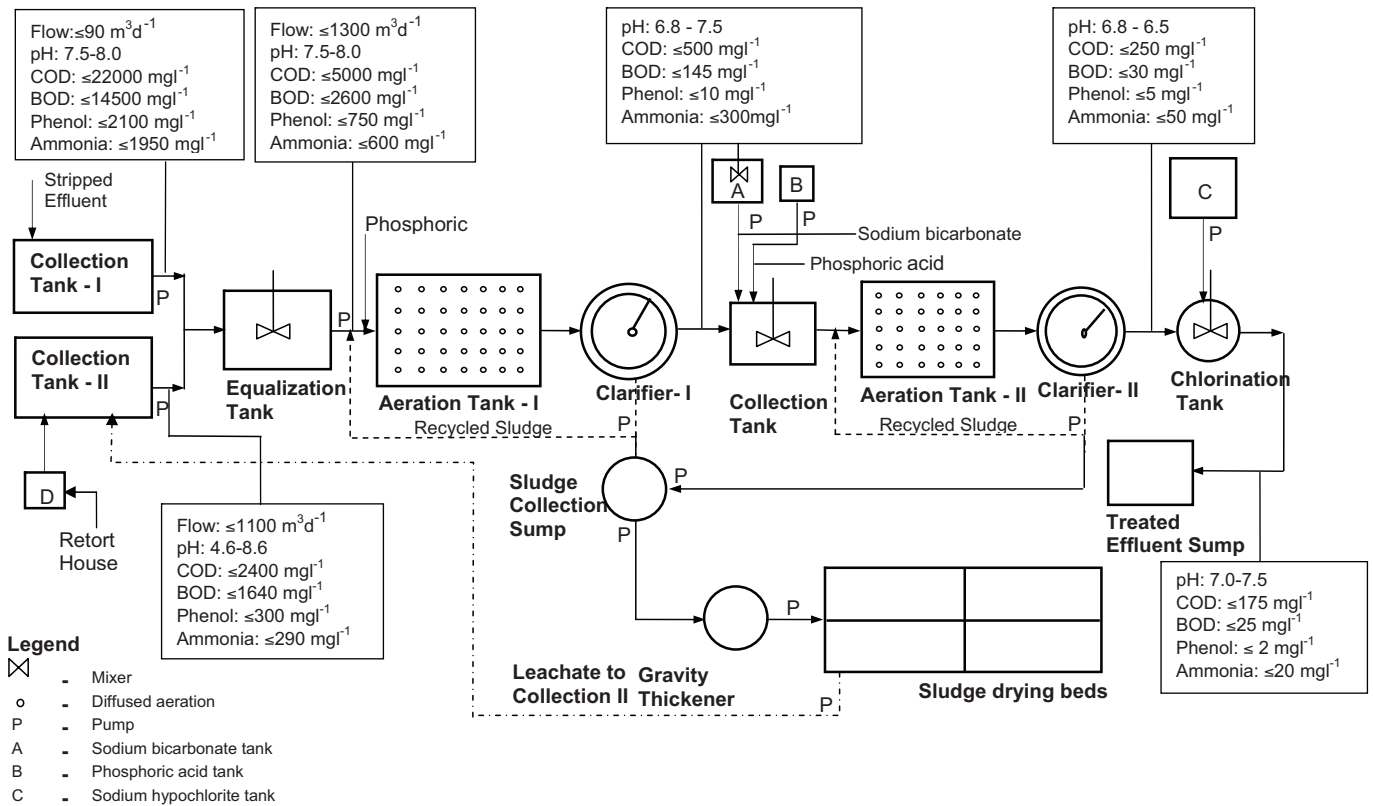 Flow:≤90 m³d⁻¹
pH: 7.5-8.0
COD: ≤22000 mgl⁻¹
BOD: ≤14500 mgl⁻¹
Phenol: ≤2100 mgl⁻¹
Ammonia: ≤1950 mgl⁻¹
Flow: ≤1300 m³d⁻¹
pH: 7.5-8.0
COD: ≤5000 mgl⁻¹
BOD: ≤2600 mgl⁻¹
Phenol: ≤750 mgl⁻¹
Ammonia: ≤600 mgl⁻¹
pH: 6.8 - 7.5
COD: ≤500 mgl⁻¹
BOD: ≤145 mgl⁻¹
Phenol: ≤10 mgl⁻¹
Ammonia: ≤300mgl⁻¹
pH: 6.8 - 6.5
COD: ≤250 mgl⁻¹
BOD: ≤30 mgl⁻¹
Phenol: ≤5 mgl⁻¹
Ammonia: ≤50 mgl⁻¹
Stripped
Effluent
A
B
C
P
P
P
Phosphoric
Sodium bicarbonate
Phosphoric acid
Collection
Tank - I
P
Collection
Tank - II
P
P
Equalization
Tank
Aeration Tank - I
Clarifier- I
Collection
Tank
Aeration Tank - II
Clarifier- II
Chlorination
Tank
Recycled Sludge
P
Recycled Sludge
P
D
Retort
House
Sludge
Collection
Sump
P
P
Treated
Effluent Sump
Flow: ≤1100 m³d⁻¹
pH: 4.6-8.6
COD: ≤2400 mgl⁻¹
BOD: ≤1640 mgl⁻¹
Phenol: ≤300 mgl⁻¹
Ammonia: ≤290 mgl⁻¹
pH: 7.0-7.5
COD: ≤175 mgl⁻¹
BOD: ≤25 mgl⁻¹
Phenol: ≤ 2 mgl⁻¹
Ammonia: ≤20 mgl⁻¹
P
Leachate to
Collection II
Gravity
Thickener
Sludge drying beds
P
Legend
- Mixer
- Diffused aeration
P - Pump
A - Sodium bicarbonate tank
B - Phosphoric acid tank
C - Sodium hypochlorite tank